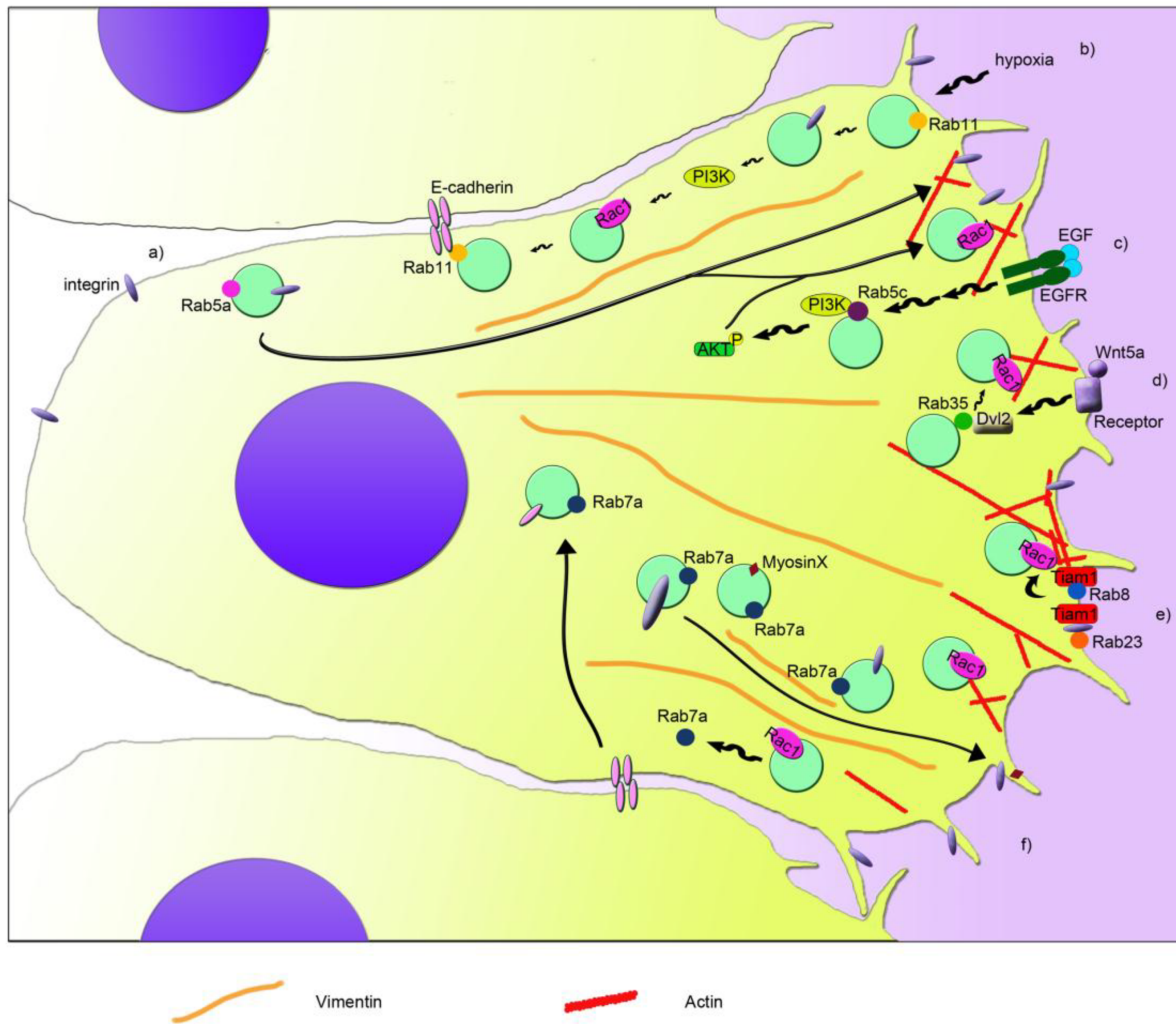 b)
hypoxia
Rab11
PI3K
E-cadherin
Rac1
Rab11
a)
integrin
Rab5a
Rac1
c)
EGF
EGFR
PI3K
Rab5c
P
AKT
Wnt5a
d)
Rac1
Rab35
Dvl2
Receptor
Rab7a
Rac1
Tiam1
Rab8
Tiam1
e)
Rab23
Rab7a
MyosinX
Rab7a
Rab7a
Rac1
Rab7a
Rac1
f)
Vimentin
Actin